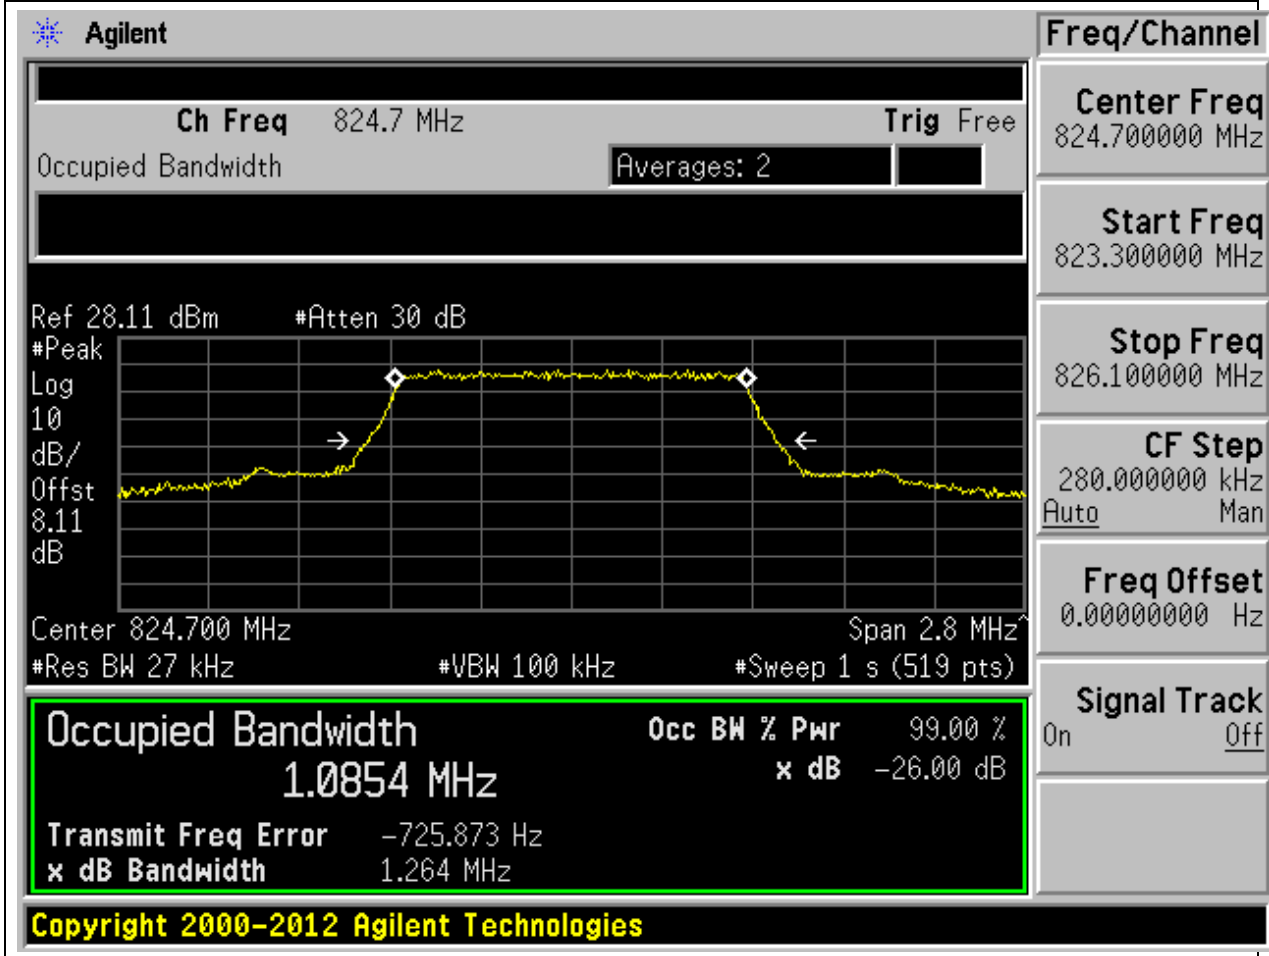 Agilent
Freq/Channel
Ch Freq 824.7 MHz Trig Free
Occupied Bandwidth Averages: 2
Center Freq
824.700000 MHz
Start Freq
823.300000 MHz
Stop Freq
826.100000 MHz
CF Step
280.000000 kHz
Auto Man
Freq Offset
0.00000000 Hz
Signal Track
On Off
Ref 28.11 dBm #Atten 30 dB
#Peak
Log
10
dB/
Offst
8.11
dB
Center 824.700 MHz Span 2.8 MHz^
#Res BW 27 kHz #VBW 100 kHz #Sweep 1 s (519 pts)
Occupied Bandwidth Occ BW % Pwr 99.00 %
1.0854 MHz x dB -26.00 dB
Transmit Freq Error -725.873 Hz
x dB Bandwidth 1.264 MHz
Copyright 2000-2012 Agilent Technologies